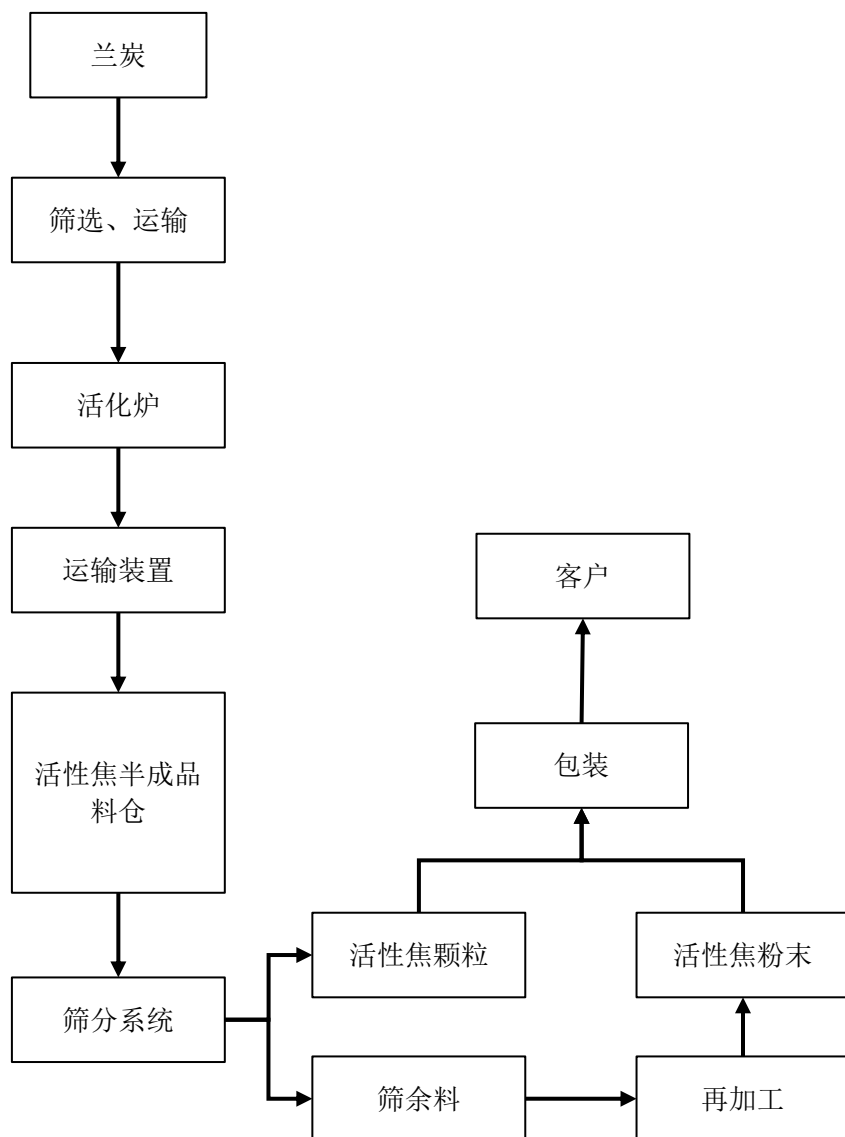 兰炭
筛选、运输
活化炉
运输装置
活性焦半成品
料仓
筛分系统
客户
包装
活性焦颗粒
活性焦粉末
筛余料
再加工